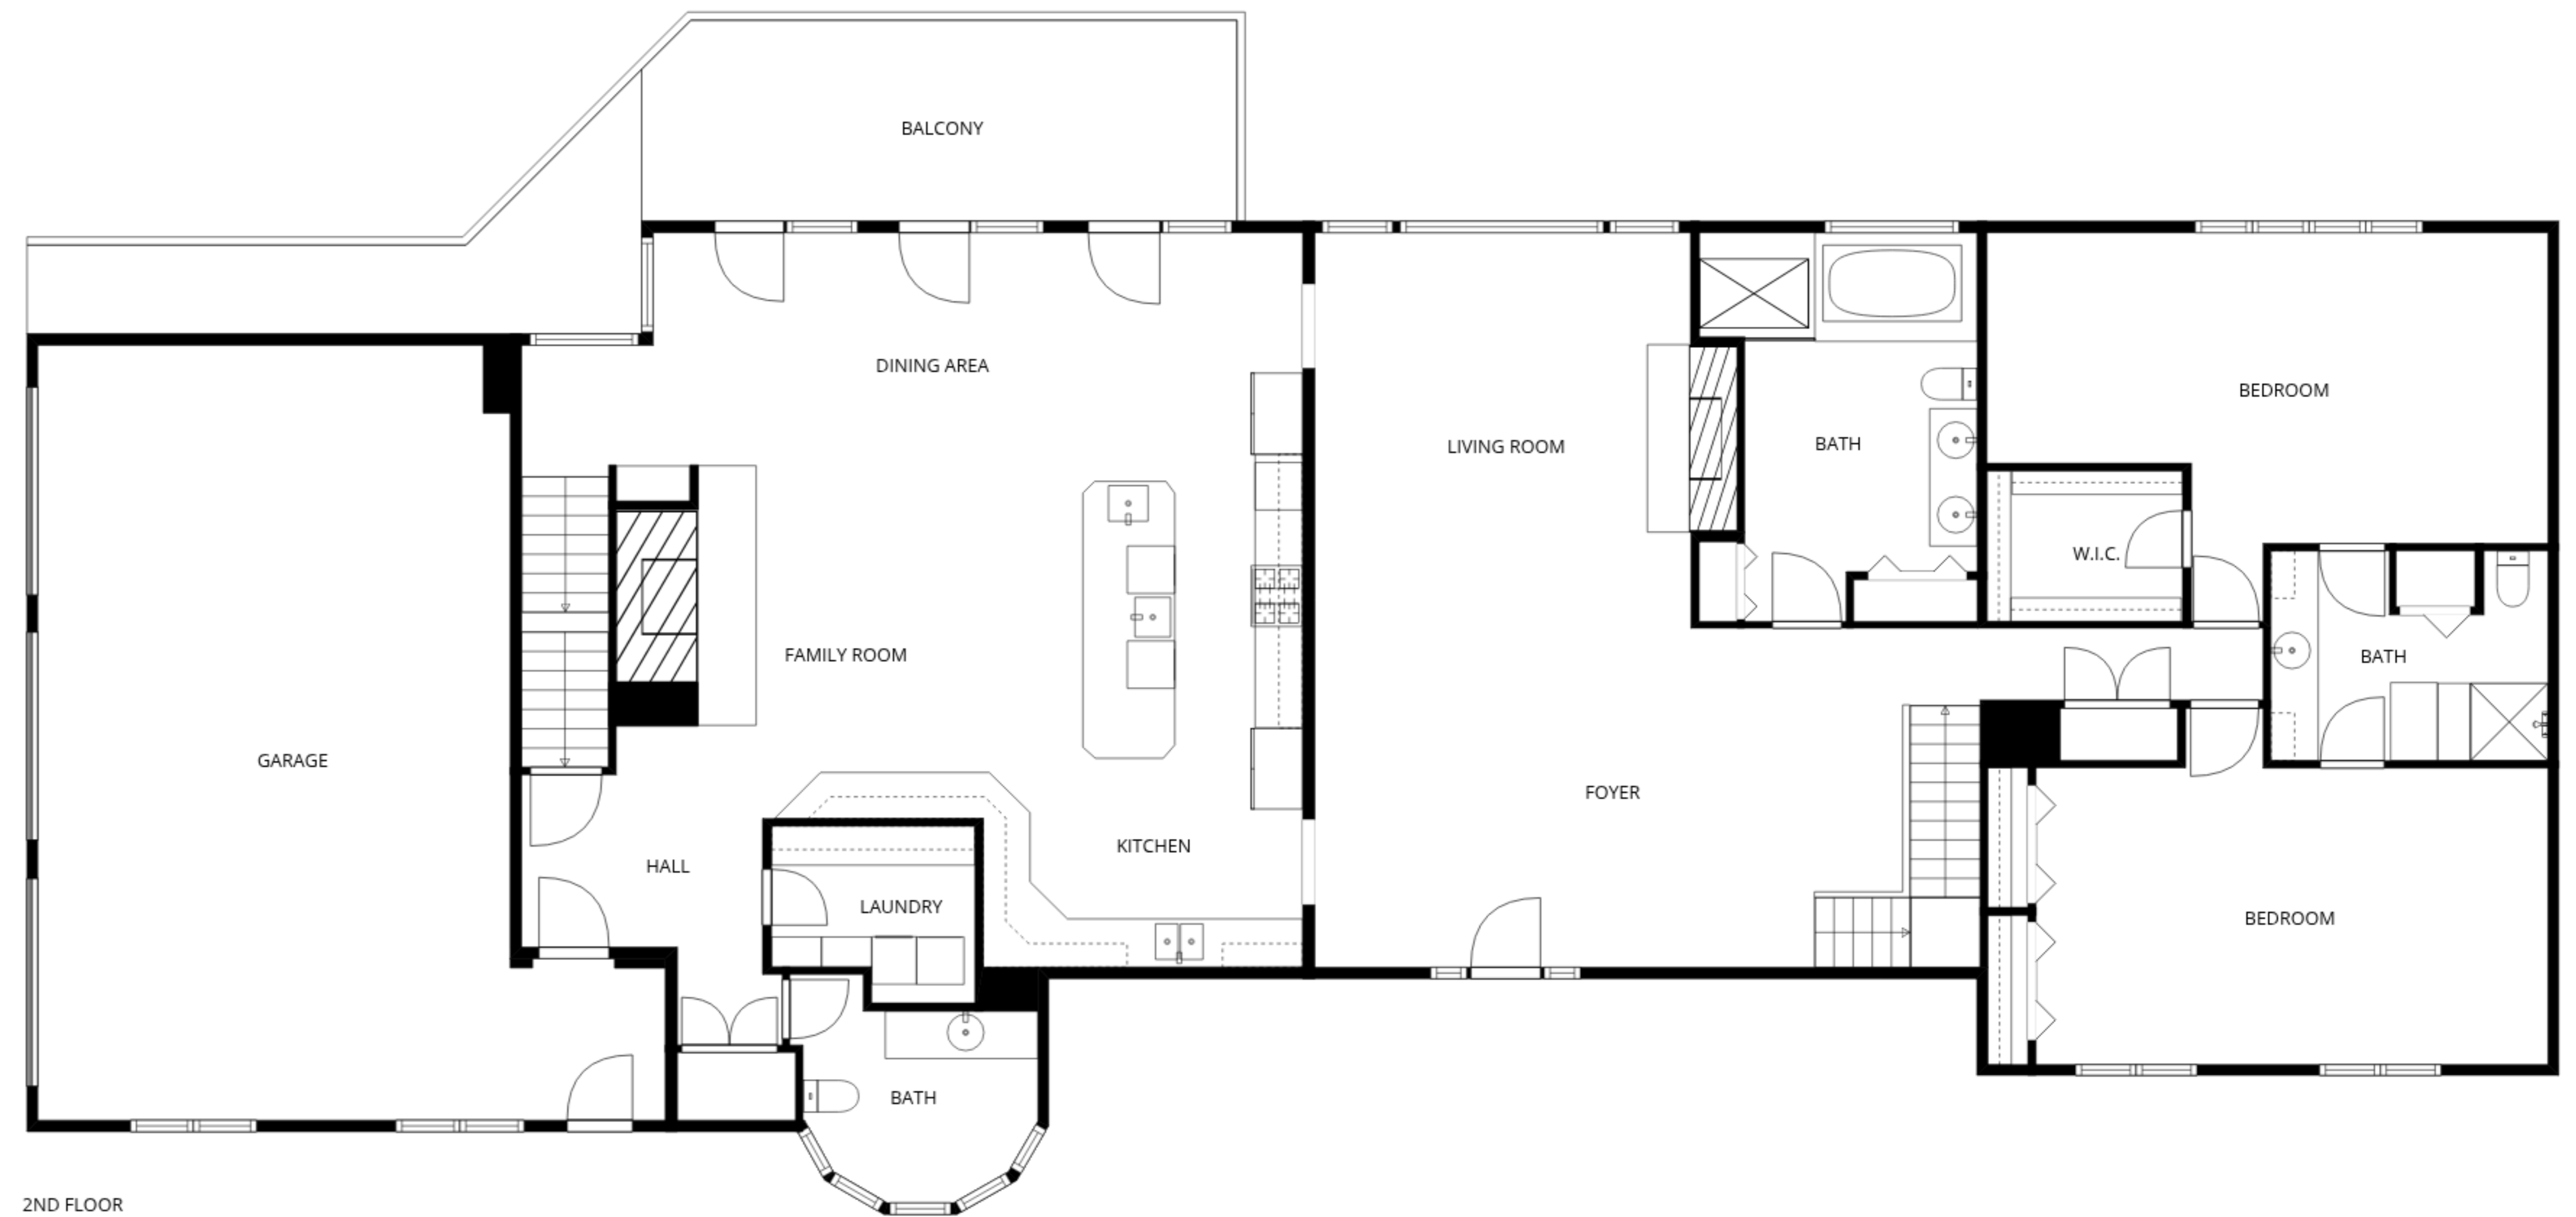 BALCONY
DINING AREA
BEDROOM
LIVING ROOM
BATH
W.I.C.
FAMILY ROOM
BATH
GARAGE
FOYER
KITCHEN
HALL
LAUNDRY
BEDROOM
BATH
2ND FLOOR